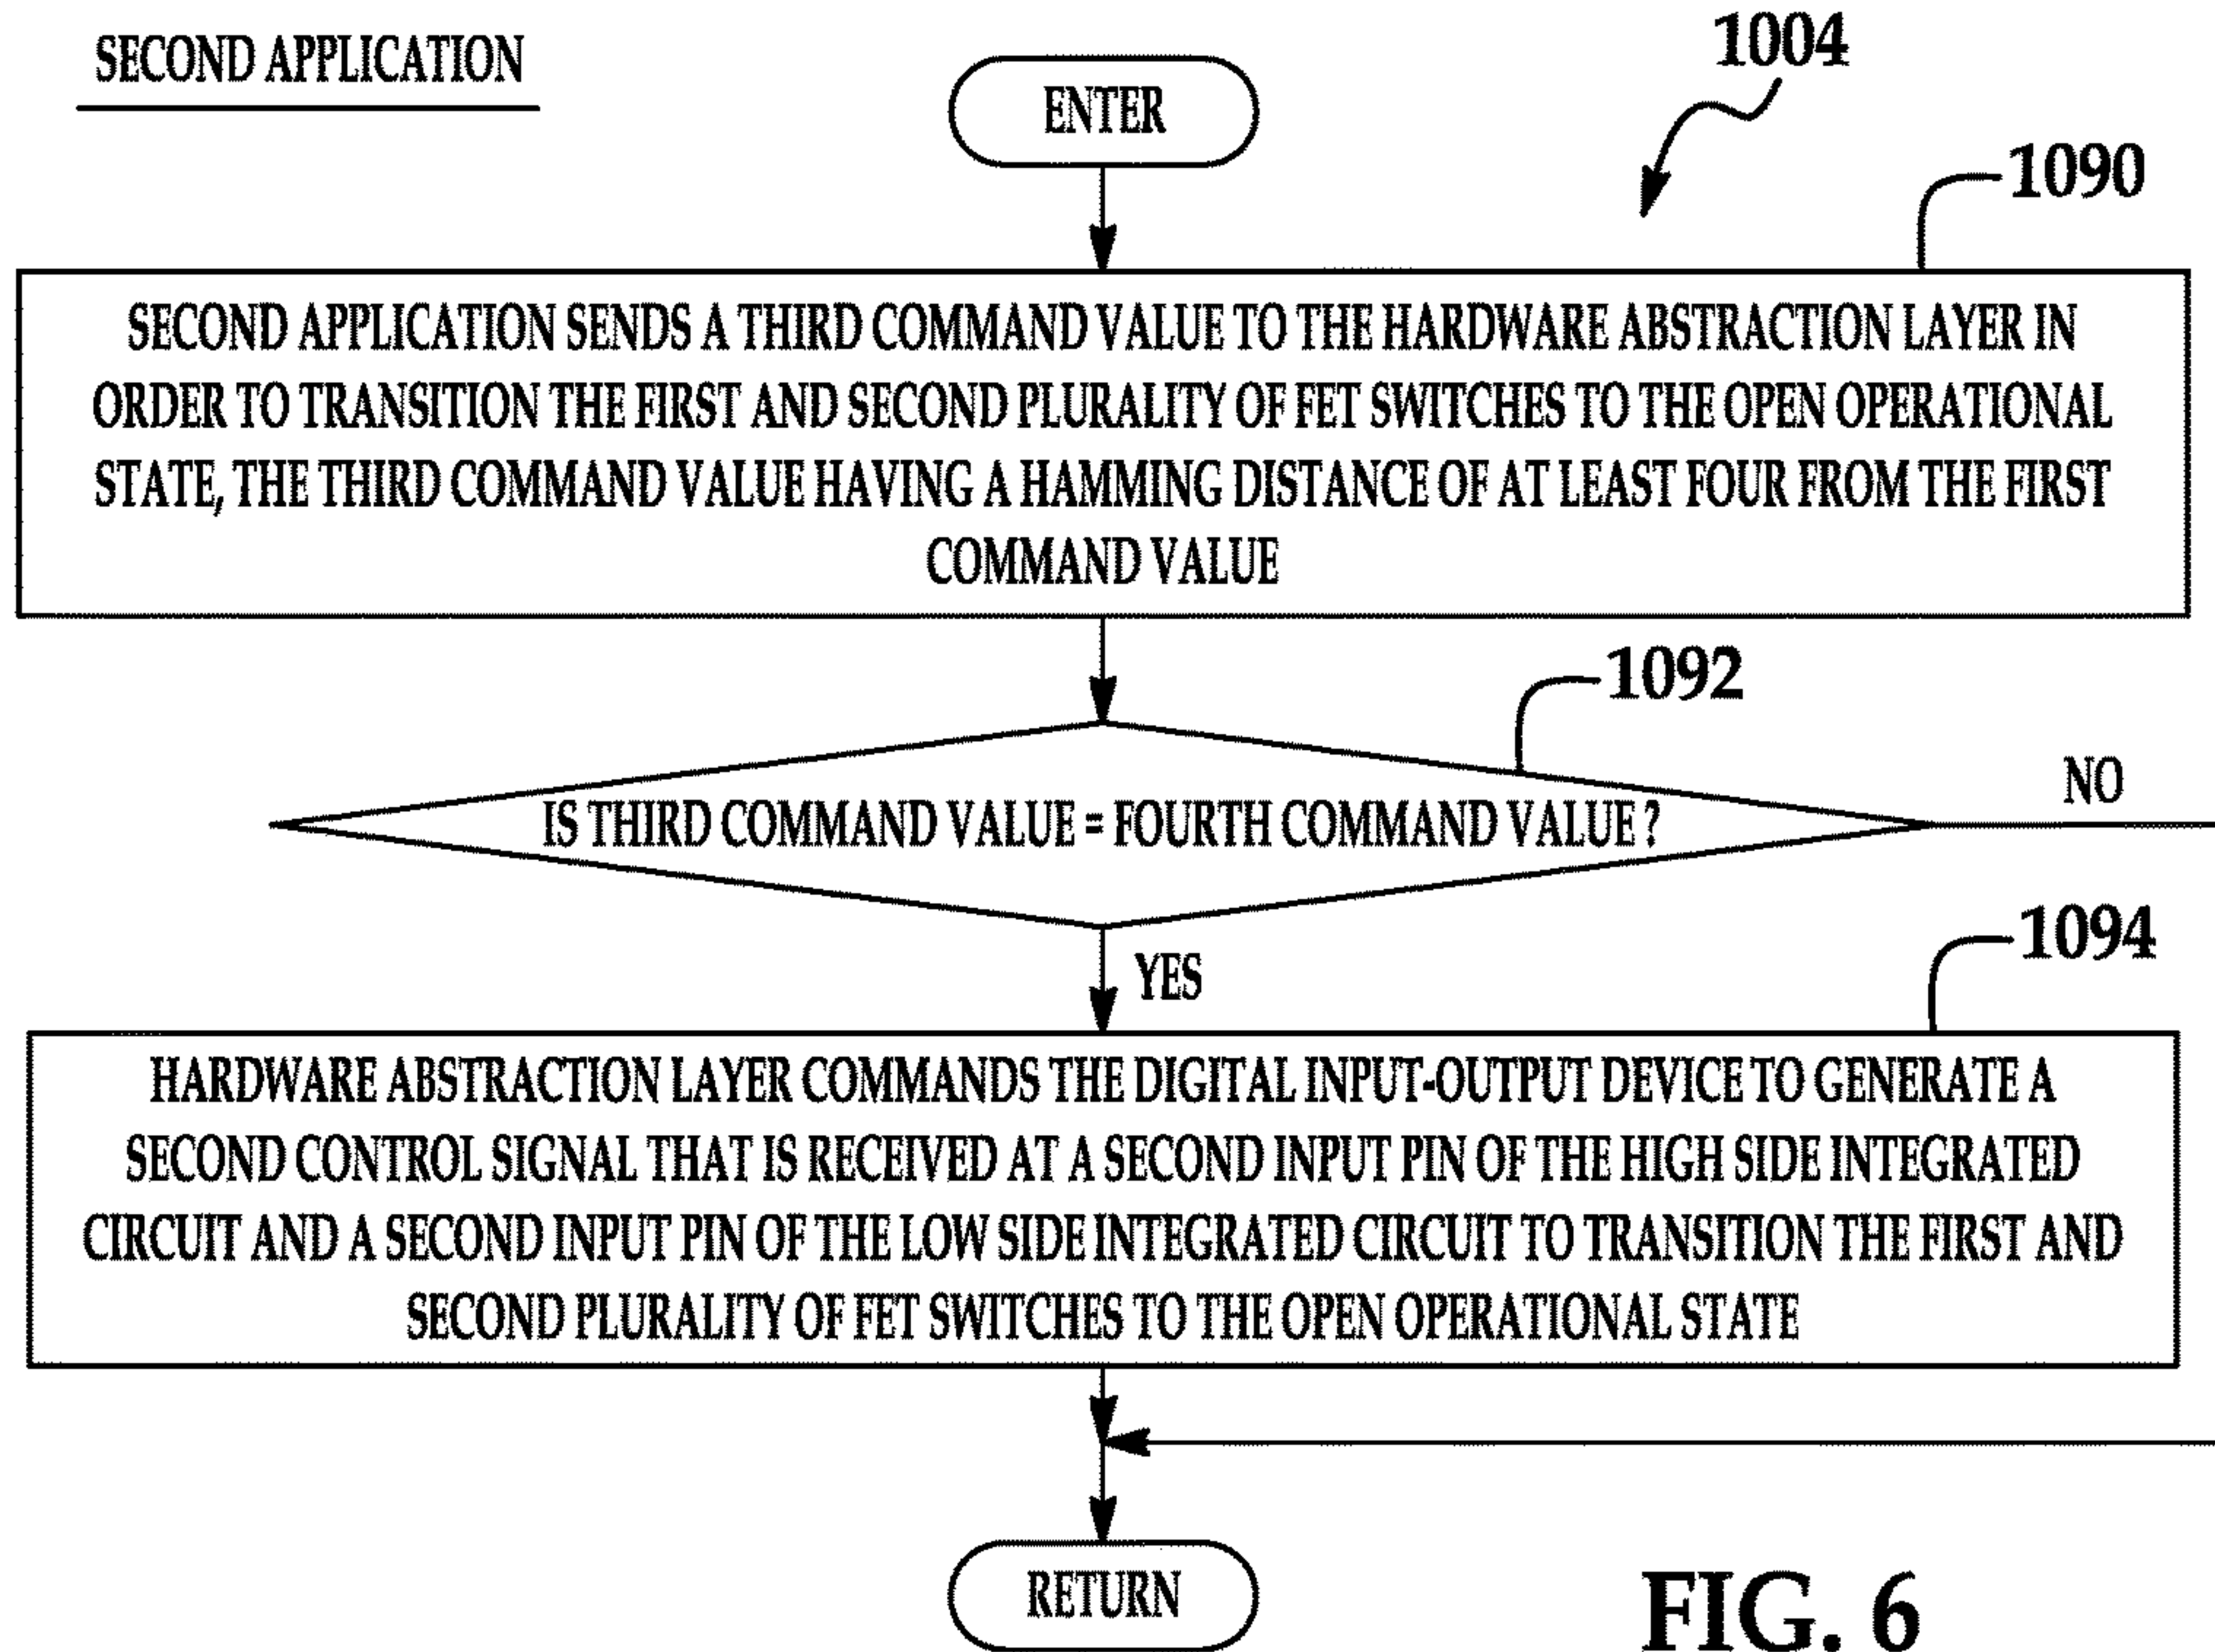 SECOND APPLICATION
ENTER
1004
1090
SECOND APPLICATION SENDS A THIRD COMMAND VALUE TO THE HARDWARE ABSTRACTION LAYER IN
ORDER TO TRANSITION THE FIRST AND SECOND PLURALITY OF FET SWITCHES TO THE OPEN OPERATIONAL
STATE, THE THIRD COMMAND VALUE HAVING A HAMMING DISTANCE OF AT LEAST FOUR FROM THE FIRST
COMMAND VALUE
1092
IS THIRD COMMAND VALUE = FOURTH COMMAND VALUE ?
NO
YES
1094
HARDWARE ABSTRACTION LAYER COMMANDS THE DIGITAL INPUT-OUTPUT DEVICE TO GENERATE A
SECOND CONTROL SIGNAL THAT IS RECEIVED AT A SECOND INPUT PIN OF THE HIGH SIDE INTEGRATED
CIRCUIT AND A SECOND INPUT PIN OF THE LOW SIDE INTEGRATED CIRCUIT TO TRANSITION THE FIRST AND
SECOND PLURALITY OF FET SWITCHES TO THE OPEN OPERATIONAL STATE
RETURN
FIG. 6